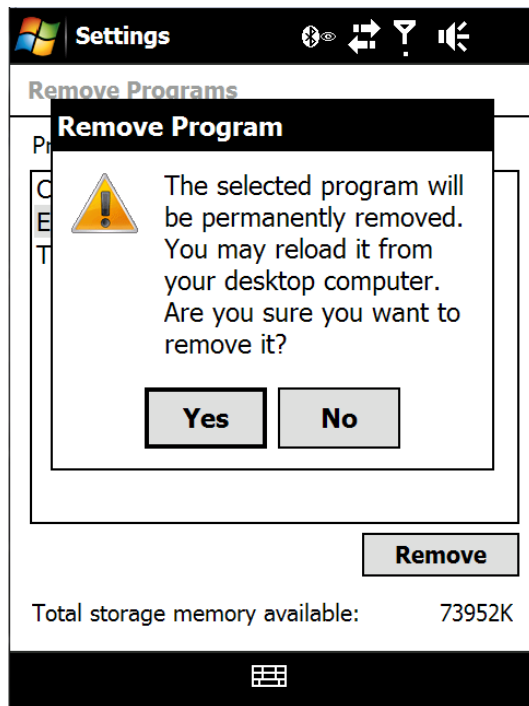 Settings
Remove Programs
Remove Program
The selected program will
be permanently removed.
You may reload it from
your desktop computer.
Are you sure you want to
remove it?
Yes
No
Remove
Total storage memory available:
73952K